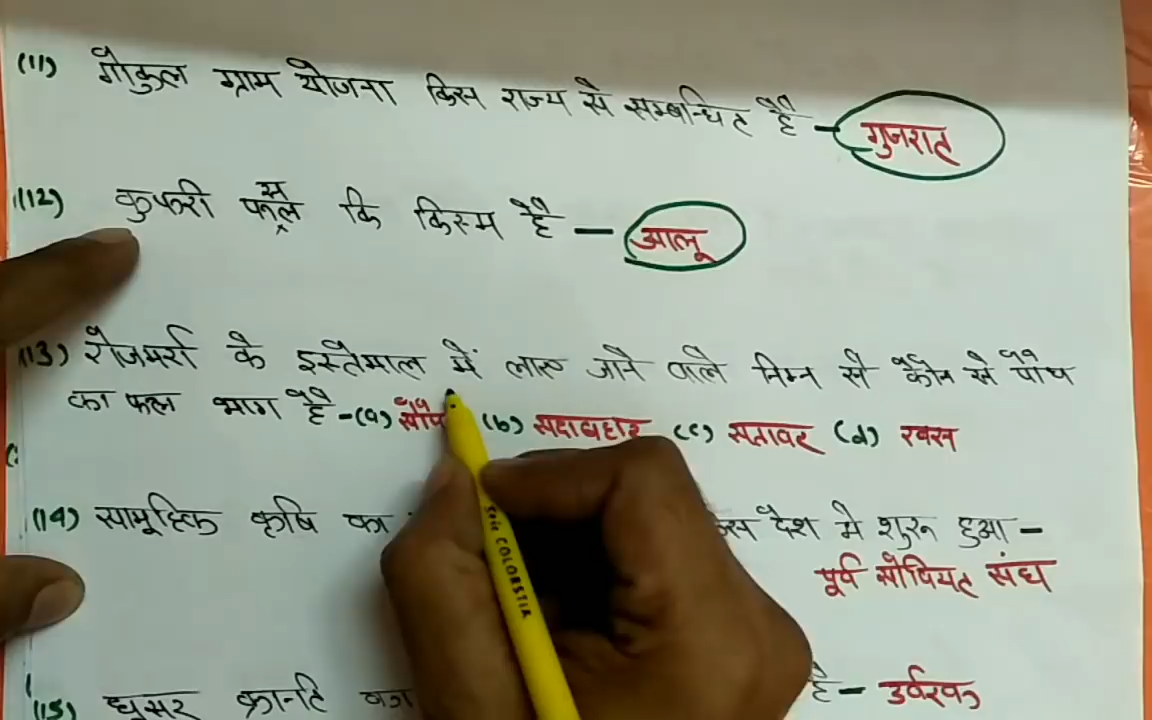 (11) गोकुल ग्राम योजना किस राज्य से सम्बन्धित है - गुजरात
(12) कुफरी फसल कि किस्म है - आलू
(13) रोजमर्रा के इस्तेमाल में लाए जाने वाले निम्न से कौन से पौधे
का फल भाग है -(a) सौंफ (b) सदाबहार (c) सतावर (d) खस
(14) सामूहिक कृषि का देश मे शुरू हुआ -
पूर्व सोवियत संघ
(15) धूसर क्रान्ति का है - उर्वरक